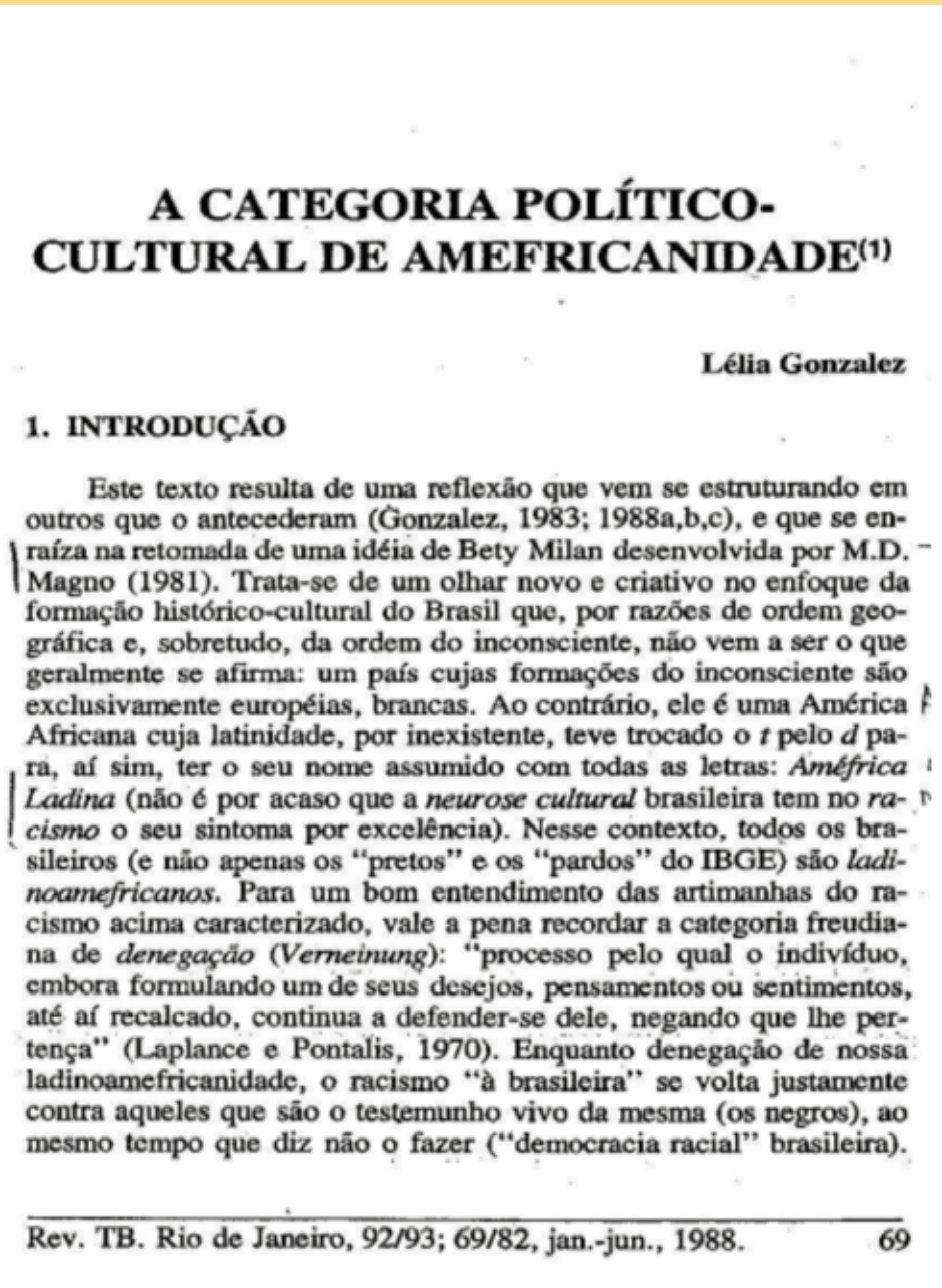 A CATEGORIA POLÍTICO-
CULTURAL DE AMEFRICANIDADE(1)
Lélia Gonzalez
1. INTRODUÇÃO
Este texto resulta de uma reflexão que vem se estruturando em
outros que o antecederam (Gonzalez, 1983; 1988a,b,c), e que se en-
raíza na retomada de uma idéia de Bety Milan desenvolvida por M.D.
Magno (1981). Trata-se de um olhar novo e criativo no enfoque da
formação histórico-cultural do Brasil que, por razões de ordem geo-
gráfica e, sobretudo, da ordem do inconsciente, não vem a ser o que
geralmente se afirma: um país cujas formações do inconsciente são
exclusivamente européias, brancas. Ao contrário, ele é uma América
Africana cuja latinidade, por inexistente, teve trocado o t pelo d pa-
ra, aí sim, ter o seu nome assumido com todas as letras: Améfrica
Ladina (não é por acaso que a neurose cultural brasileira tem no ra-
cismo o seu sintoma por excelência). Nesse contexto, todos os bra-
sileiros (e não apenas os "pretos" e os "pardos" do IBGE) são ladi-
noamefricanos. Para um bom entendimento das artimanhas do ra-
cismo acima caracterizado, vale a pena recordar a categoria freudia-
na de denegação (Verneinung): "processo pelo qual o indivíduo,
embora formulando um de seus desejos, pensamentos ou sentimentos,
até aí recalcado, continua a defender-se dele, negando que lhe per-
tença" (Laplance e Pontalis, 1970). Enquanto denegação de nossa
ladinoamefricanidade, o racismo "à brasileira" se volta justamente
contra aqueles que são o testemunho vivo da mesma (os negros), ao
mesmo tempo que diz não o fazer ("democracia racial" brasileira).
Rev. TB. Rio de Janeiro, 92/93; 69/82, jan.-jun., 1988. 69